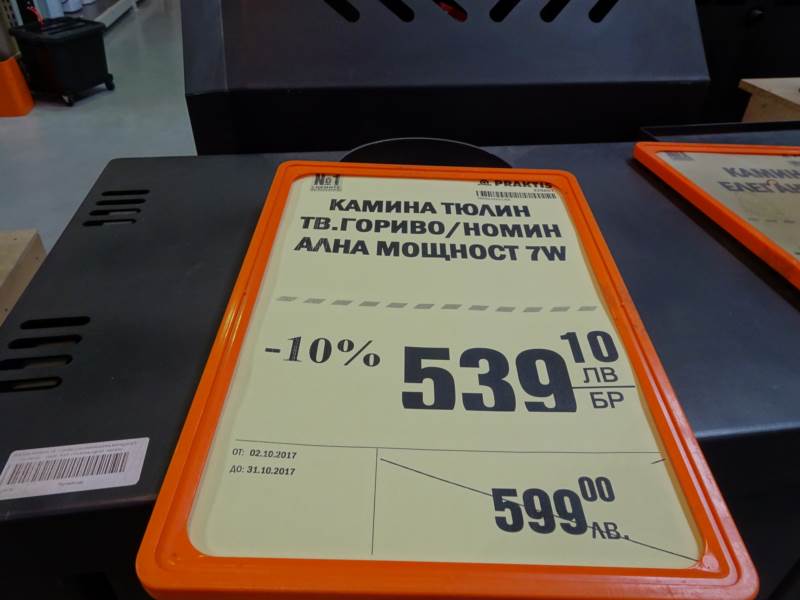 №1
PRAKTIS
КАМИНА ТЮЛИН
ТВ.ГОРИВО/НОМИН
АЛНА МОЩНОСТ 7W
-10%
539 10
ЛВ
БР
ОТ: 02.10.2017
ДО: 31.10.2017
599 00
ЛВ.
КАМИН
ЕЛЕГАН